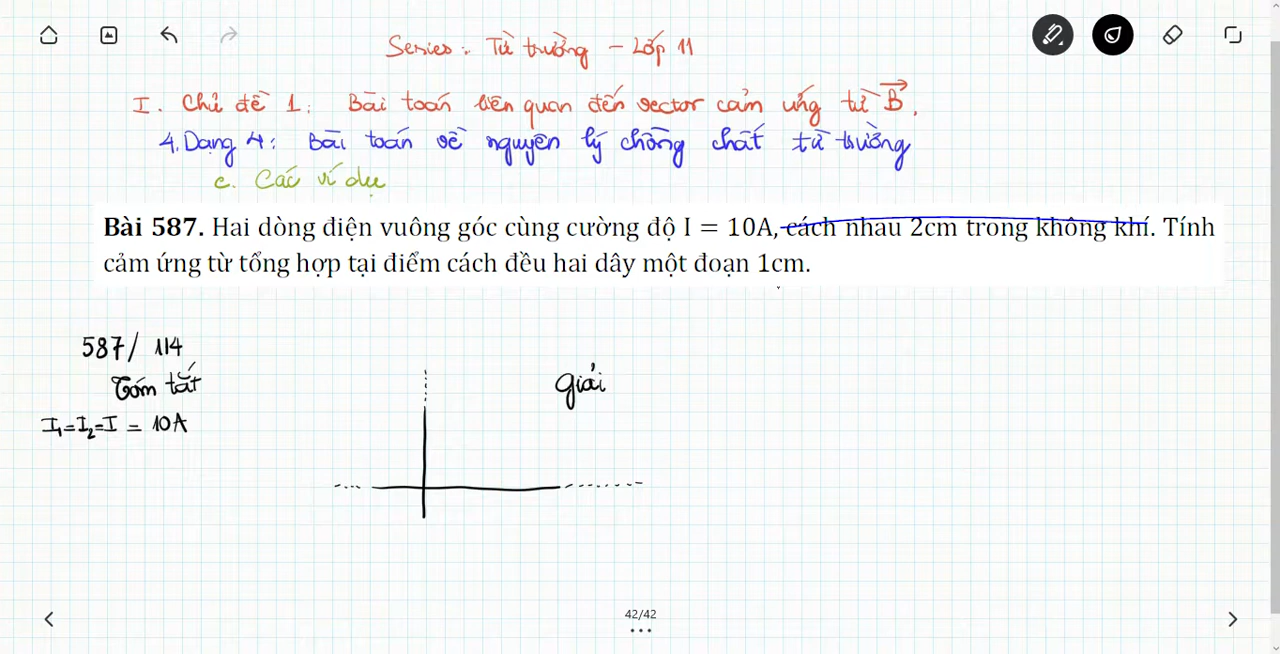 Series: Từ trường - Lớp 11
I. Chủ đề 1: Bài toán liên quan đến vector cảm ứng từ B.
4. Dạng 4: Bài toán về nguyên lý chồng chất từ trường
c. Các ví dụ
Bài 587. Hai dòng điện vuông góc cùng cường độ I = 10A, cách nhau 2cm trong không khí. Tính
cảm ứng từ tổng hợp tại điểm cách đều hai dây một đoạn 1cm.
587/114
Tóm tắt
Giải
I₁=I₂=I = 10A
42/42